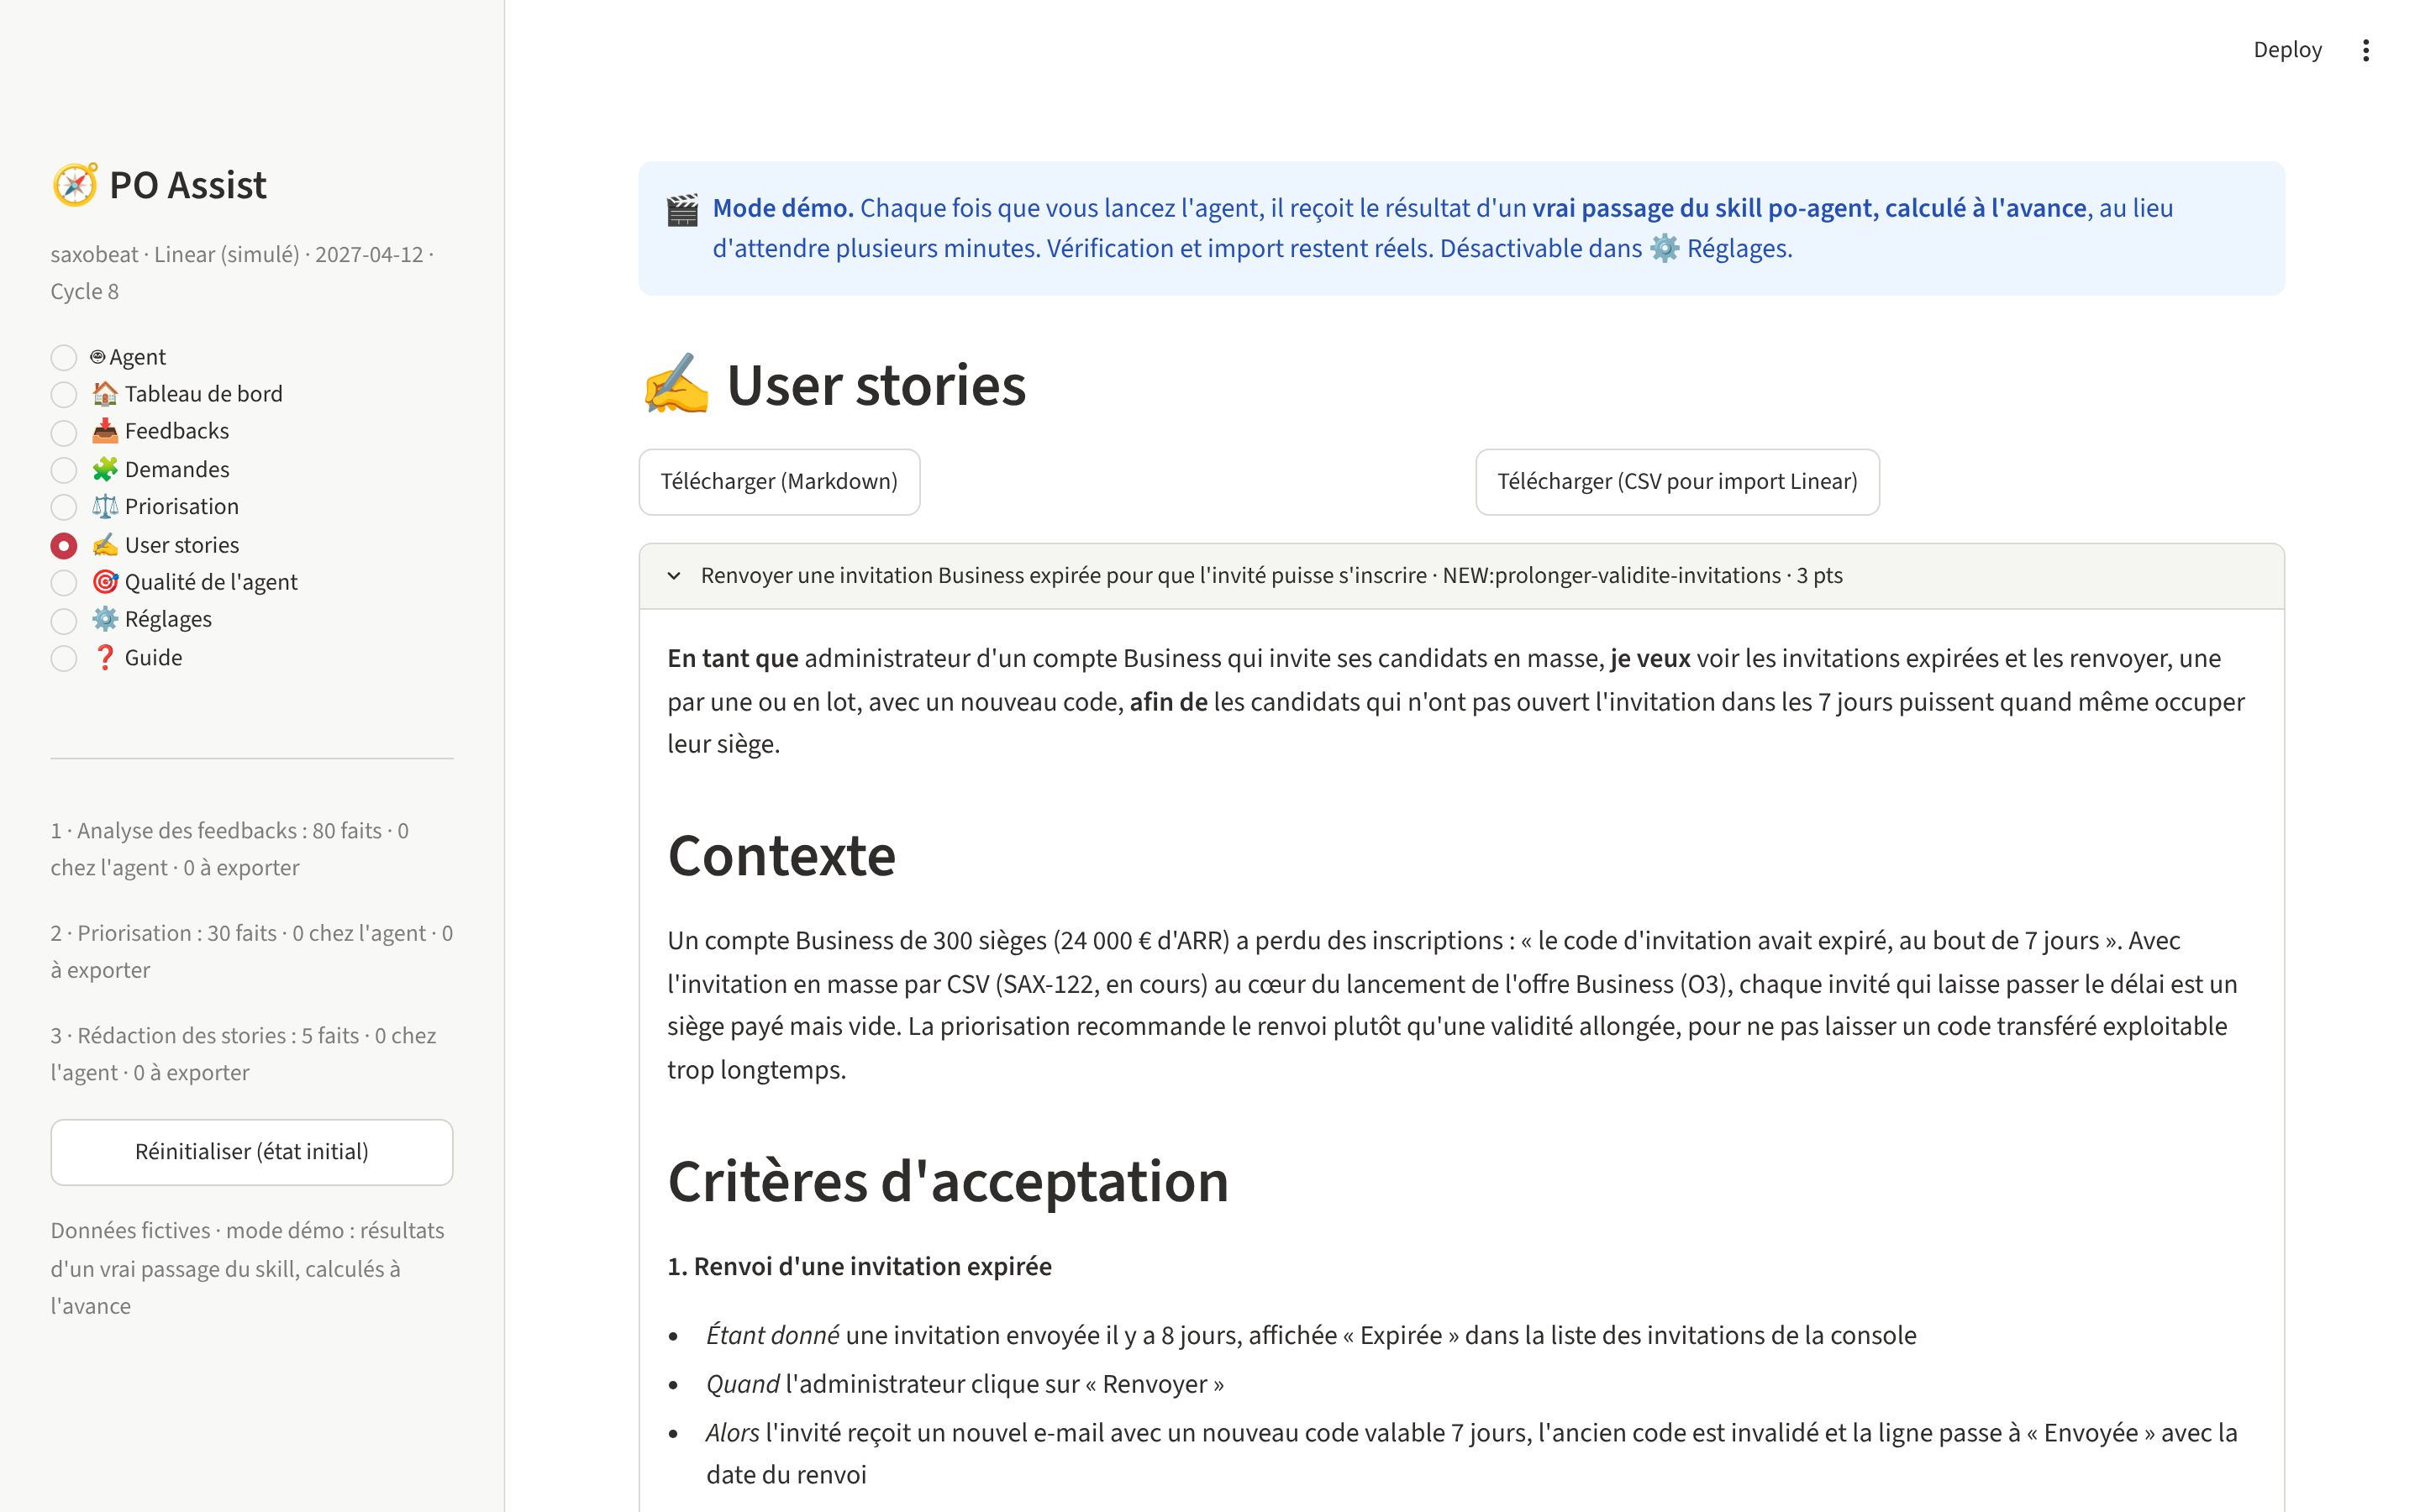 Deploy
🧭 PO Assist
saxobeat · Linear (simulé) · 2027-04-12 ·
Cycle 8
Agent
🏠 Tableau de bord
📥 Feedbacks
🧩 Demandes
⚖️ Priorisation
✍️ User stories
🎯 Qualité de l'agent
⚙️ Réglages
❓ Guide
1 · Analyse des feedbacks : 80 faits · 0
chez l'agent · 0 à exporter
2 · Priorisation : 30 faits · 0 chez l'agent · 0
à exporter
3 · Rédaction des stories : 5 faits · 0 chez
l'agent · 0 à exporter
Réinitialiser (état initial)
Données fictives · mode démo : résultats
d'un vrai passage du skill, calculés à
l'avance
🎬 Mode démo. Chaque fois que vous lancez l'agent, il reçoit le résultat d'un vrai passage du skill po-agent, calculé à l'avance, au lieu
d'attendre plusieurs minutes. Vérification et import restent réels. Désactivable dans ⚙️ Réglages.
✍️ User stories
Télécharger (Markdown)
Télécharger (CSV pour import Linear)
Renvoyer une invitation Business expirée pour que l'invité puisse s'inscrire · NEW:prolonger-validite-invitations · 3 pts
En tant que administrateur d'un compte Business qui invite ses candidats en masse, je veux voir les invitations expirées et les renvoyer, une
par une ou en lot, avec un nouveau code, afin de les candidats qui n'ont pas ouvert l'invitation dans les 7 jours puissent quand même occuper
leur siège.
Contexte
Un compte Business de 300 sièges (24 000 € d'ARR) a perdu des inscriptions : « le code d'invitation avait expiré, au bout de 7 jours ». Avec
l'invitation en masse par CSV (SAX-122, en cours) au cœur du lancement de l'offre Business (O3), chaque invité qui laisse passer le délai est un
siège payé mais vide. La priorisation recommande le renvoi plutôt qu'une validité allongée, pour ne pas laisser un code transféré exploitable
trop longtemps.
Critères d'acceptation
1. Renvoi d'une invitation expirée
• Étant donné une invitation envoyée il y a 8 jours, affichée « Expirée » dans la liste des invitations de la console
• Quand l'administrateur clique sur « Renvoyer »
• Alors l'invité reçoit un nouvel e-mail avec un nouveau code valable 7 jours, l'ancien code est invalidé et la ligne passe à « Envoyée » avec la
date du renvoi